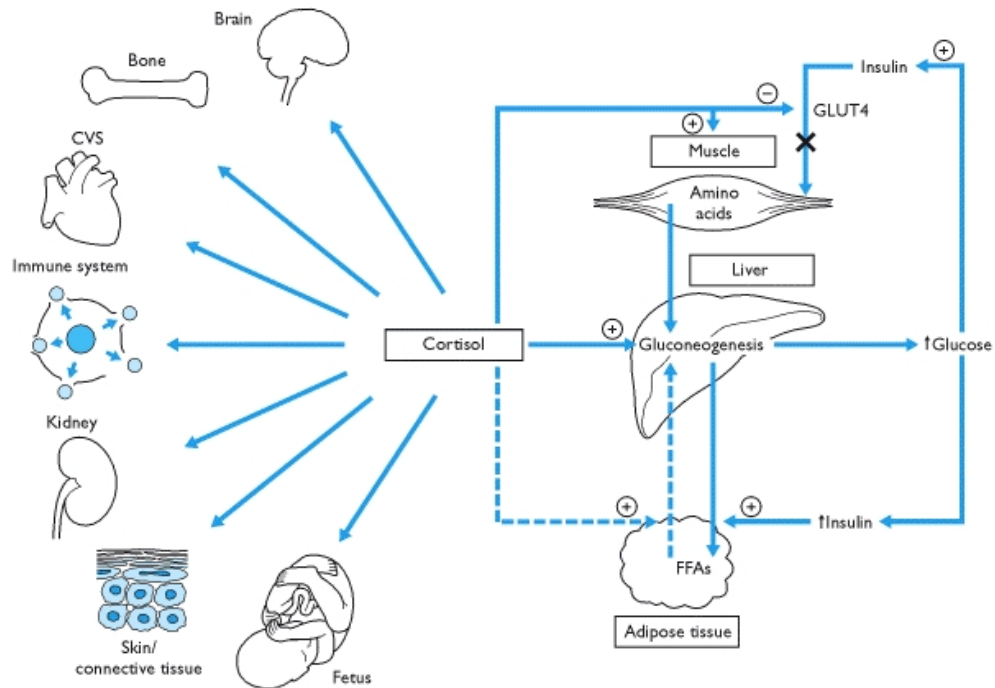 Brain
Bone
CVS
Immune system
Kidney
Skin/
connective tissue
Fetus
Cortisol
+
−
+
Insulin
GLUT4
+
Muscle
Amino
acids
Liver
+
Gluconeogenesis
↑Glucose
+
+
↑Insulin
FFAs
Adipose tissue